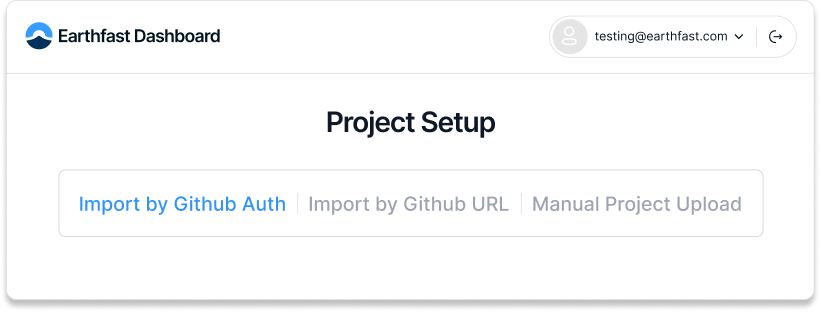 Earthfast Dashboard
testing@earthfast.com
Project Setup
Import by Github Auth
Import by Github URL
Manual Project Upload